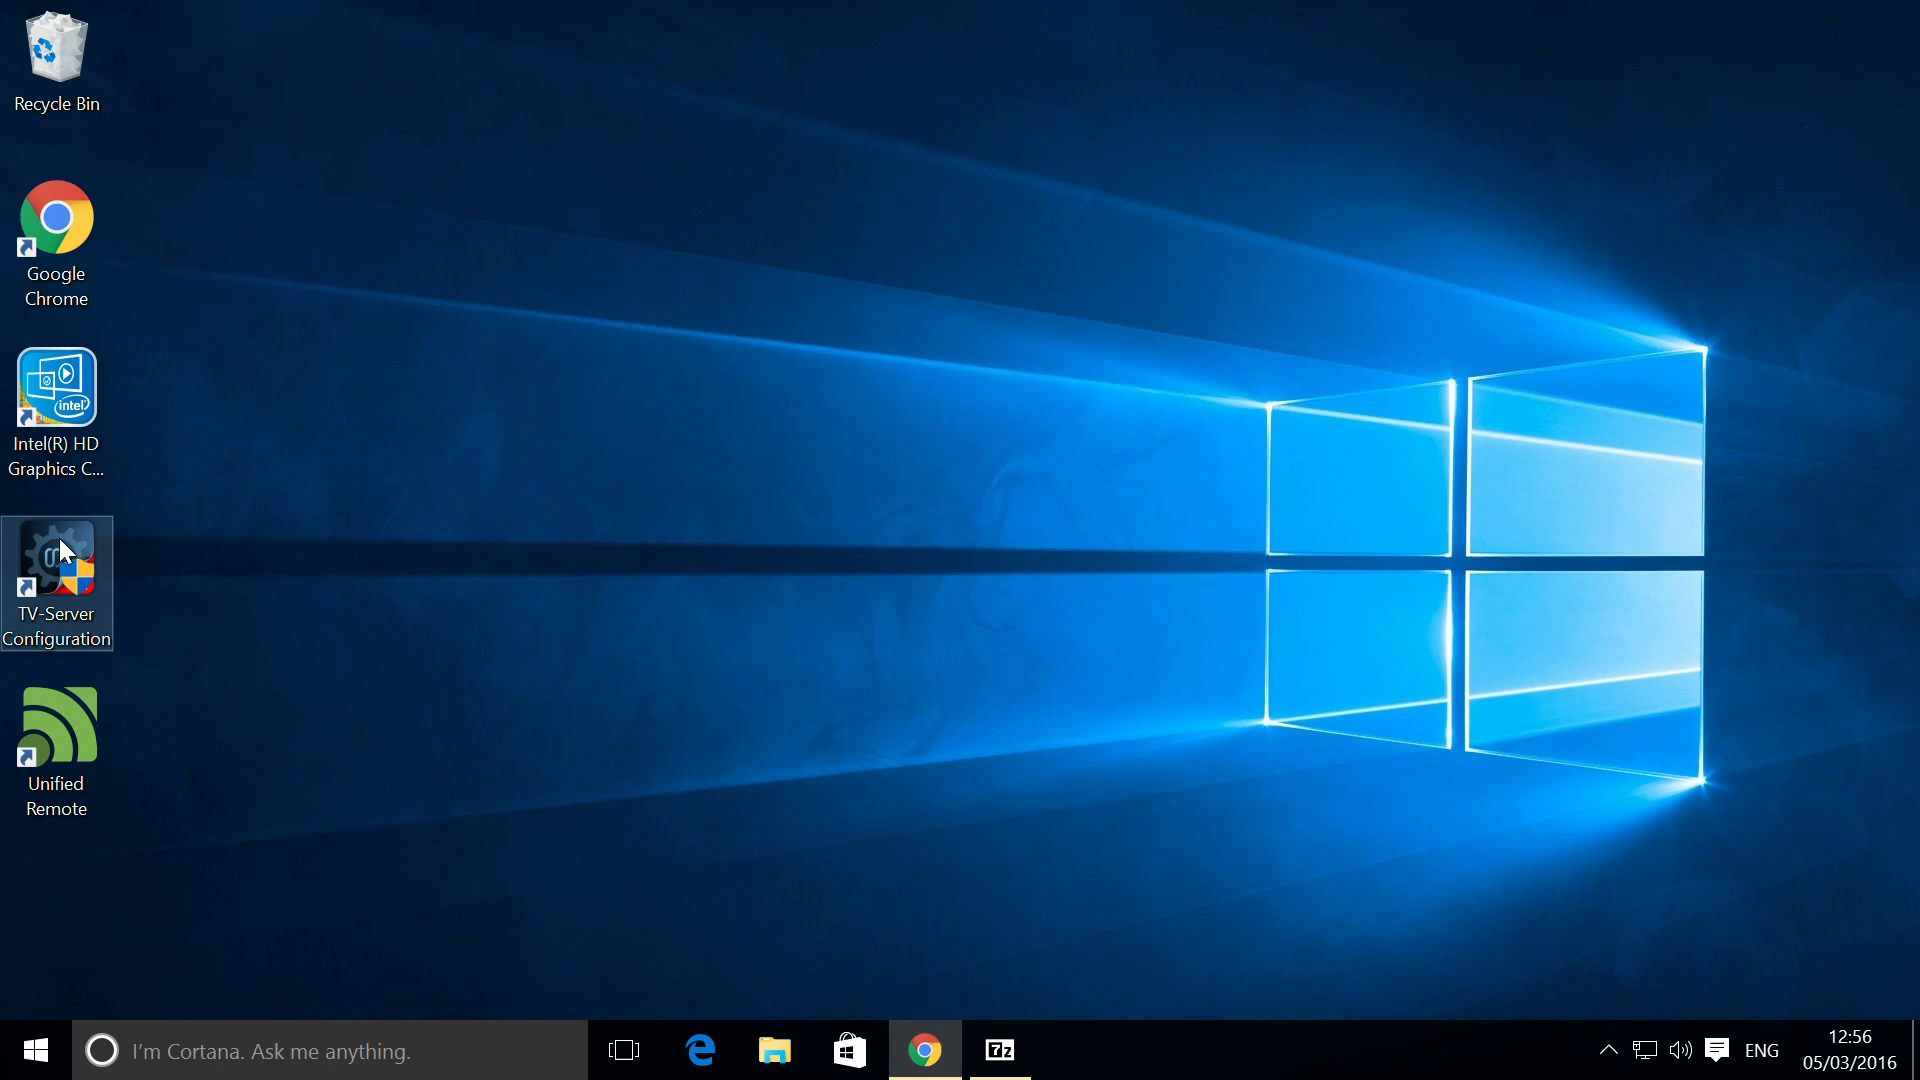 Recycle Bin
Google
Chrome
intel
Intel(R) HD
Graphics C...
TV-Server
Configuration
Unified
Remote
I'm Cortana. Ask me anything.
7z
ENG
12:56
05/03/2016